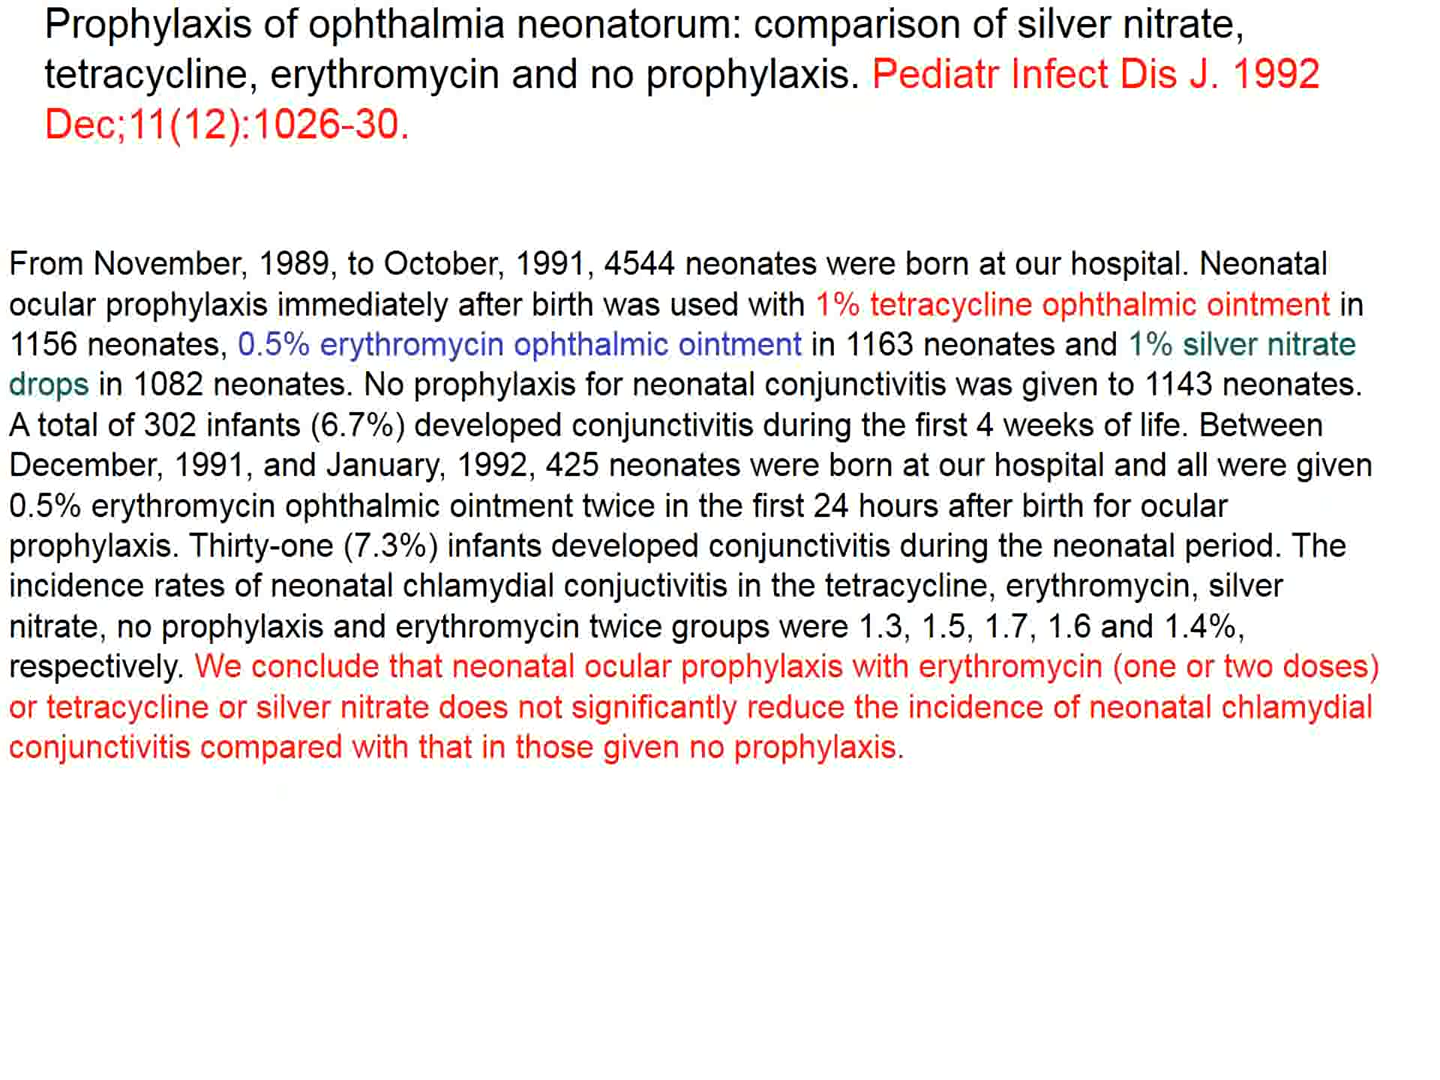 Prophylaxis of ophthalmia neonatorum: comparison of silver nitrate,
tetracycline, erythromycin and no prophylaxis. Pediatr Infect Dis J. 1992
Dec;11(12):1026-30.
From November, 1989, to October, 1991, 4544 neonates were born at our hospital. Neonatal
ocular prophylaxis immediately after birth was used with 1% tetracycline ophthalmic ointment in
1156 neonates, 0.5% erythromycin ophthalmic ointment in 1163 neonates and 1% silver nitrate
drops in 1082 neonates. No prophylaxis for neonatal conjunctivitis was given to 1143 neonates.
A total of 302 infants (6.7%) developed conjunctivitis during the first 4 weeks of life. Between
December, 1991, and January, 1992, 425 neonates were born at our hospital and all were given
0.5% erythromycin ophthalmic ointment twice in the first 24 hours after birth for ocular
prophylaxis. Thirty-one (7.3%) infants developed conjunctivitis during the neonatal period. The
incidence rates of neonatal chlamydial conjuctivitis in the tetracycline, erythromycin, silver
nitrate, no prophylaxis and erythromycin twice groups were 1.3, 1.5, 1.7, 1.6 and 1.4%,
respectively. We conclude that neonatal ocular prophylaxis with erythromycin (one or two doses)
or tetracycline or silver nitrate does not significantly reduce the incidence of neonatal chlamydial
conjunctivitis compared with that in those given no prophylaxis.